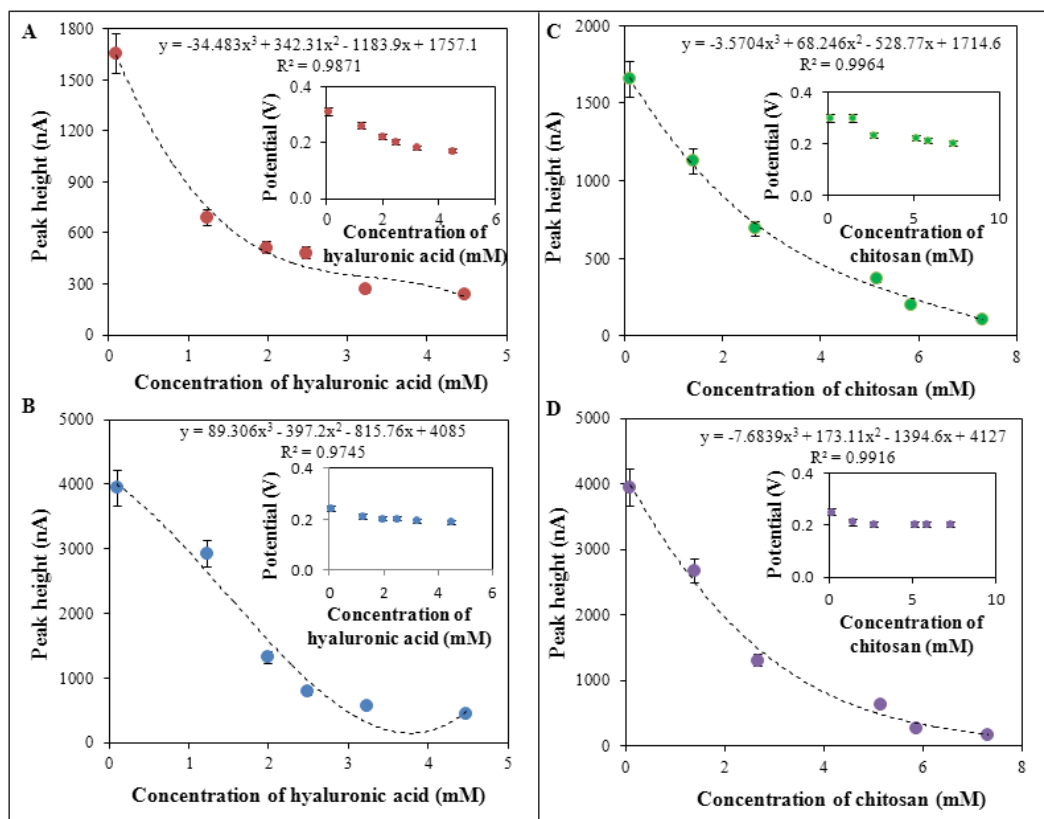 A
y = -34.483x³ + 342.31x² - 1183.9x + 1757.1
R² = 0.9871
Peak height (nA)
1800
1500
1200
900
600
300
0
0 1 2 3 4 5
Concentration of hyaluronic acid (mM)
Potential (V)
0.4
0.2
0.0
0 2 4 6
Concentration of
hyaluronic acid (mM)
B
y = 89.306x³ - 397.2x² - 815.76x + 4085
R² = 0.9745
Peak height (nA)
5000
4000
3000
2000
1000
0
0 1 2 3 4 5
Concentration of hyaluronic acid (mM)
Potential (V)
0.4
0.2
0.0
0 2 4 6
Concentration of
hyaluronic acid (mM)
C
y = -3.5704x³ + 68.246x² - 528.77x + 1714.6
R² = 0.9964
Peak height (nA)
2000
1500
1000
500
0
0 2 4 6 8
Concentration of chitosan (mM)
Potential (V)
0.4
0.2
0.0
0 5 10
Concentration of
chitosan (mM)
D
y = -7.6839x³ + 173.11x² - 1394.6x + 4127
R² = 0.9916
Peak height (nA)
5000
4000
3000
2000
1000
0
0 2 4 6 8
Concentration of chitosan (mM)
Potential (V)
0.4
0.2
0.0
0 5 10
Concentration of
chitosan (mM)